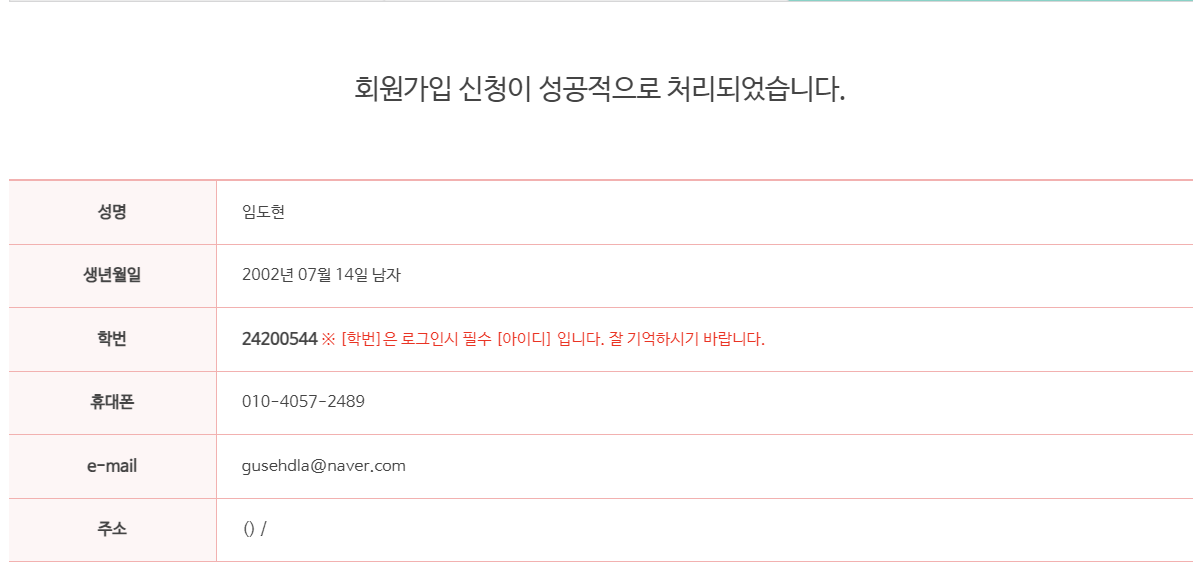 회원가입 신청이 성공적으로 처리되었습니다.
성명 임도현
생년월일 2002년 07월 14일 남자
학번 24200544 ※ [학번]은 로그인시 필수 [아이디] 입니다. 잘 기억하시기 바랍니다.
휴대폰 010-4057-2489
e-mail gusehdla@naver.com
주소 () /